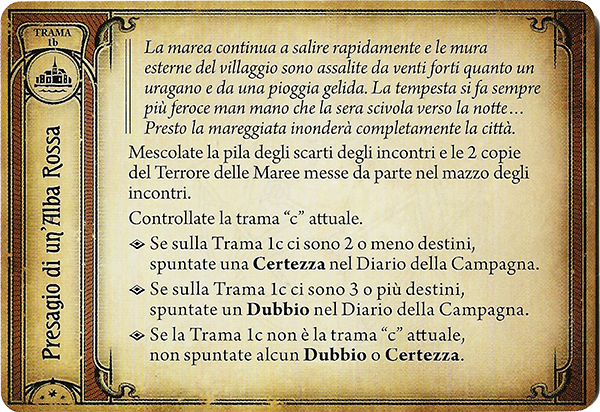 TRAMA
1b
Presagio di un'Alba Rossa
La marea continua a salire rapidamente e le mura
esterne del villaggio sono assalite da venti forti quanto un
uragano e da una pioggia gelida. La tempesta si fa sempre
più feroce man mano che la sera scivola verso la notte…
Presto la mareggiata inonderà completamente la città.
Mescolate la pila degli scarti degli incontri e le 2 copie
del Terrore delle Maree messe da parte nel mazzo degli
incontri.
Controllate la trama “c” attuale.
Se sulla Trama 1c ci sono 2 o meno destini,
spuntate una Certezza nel Diario della Campagna.
Se sulla Trama 1c ci sono 3 o più destini,
spuntate un Dubbio nel Diario della Campagna.
Se la Trama 1c non è la trama “c” attuale,
non spuntate alcun Dubbio o Certezza.